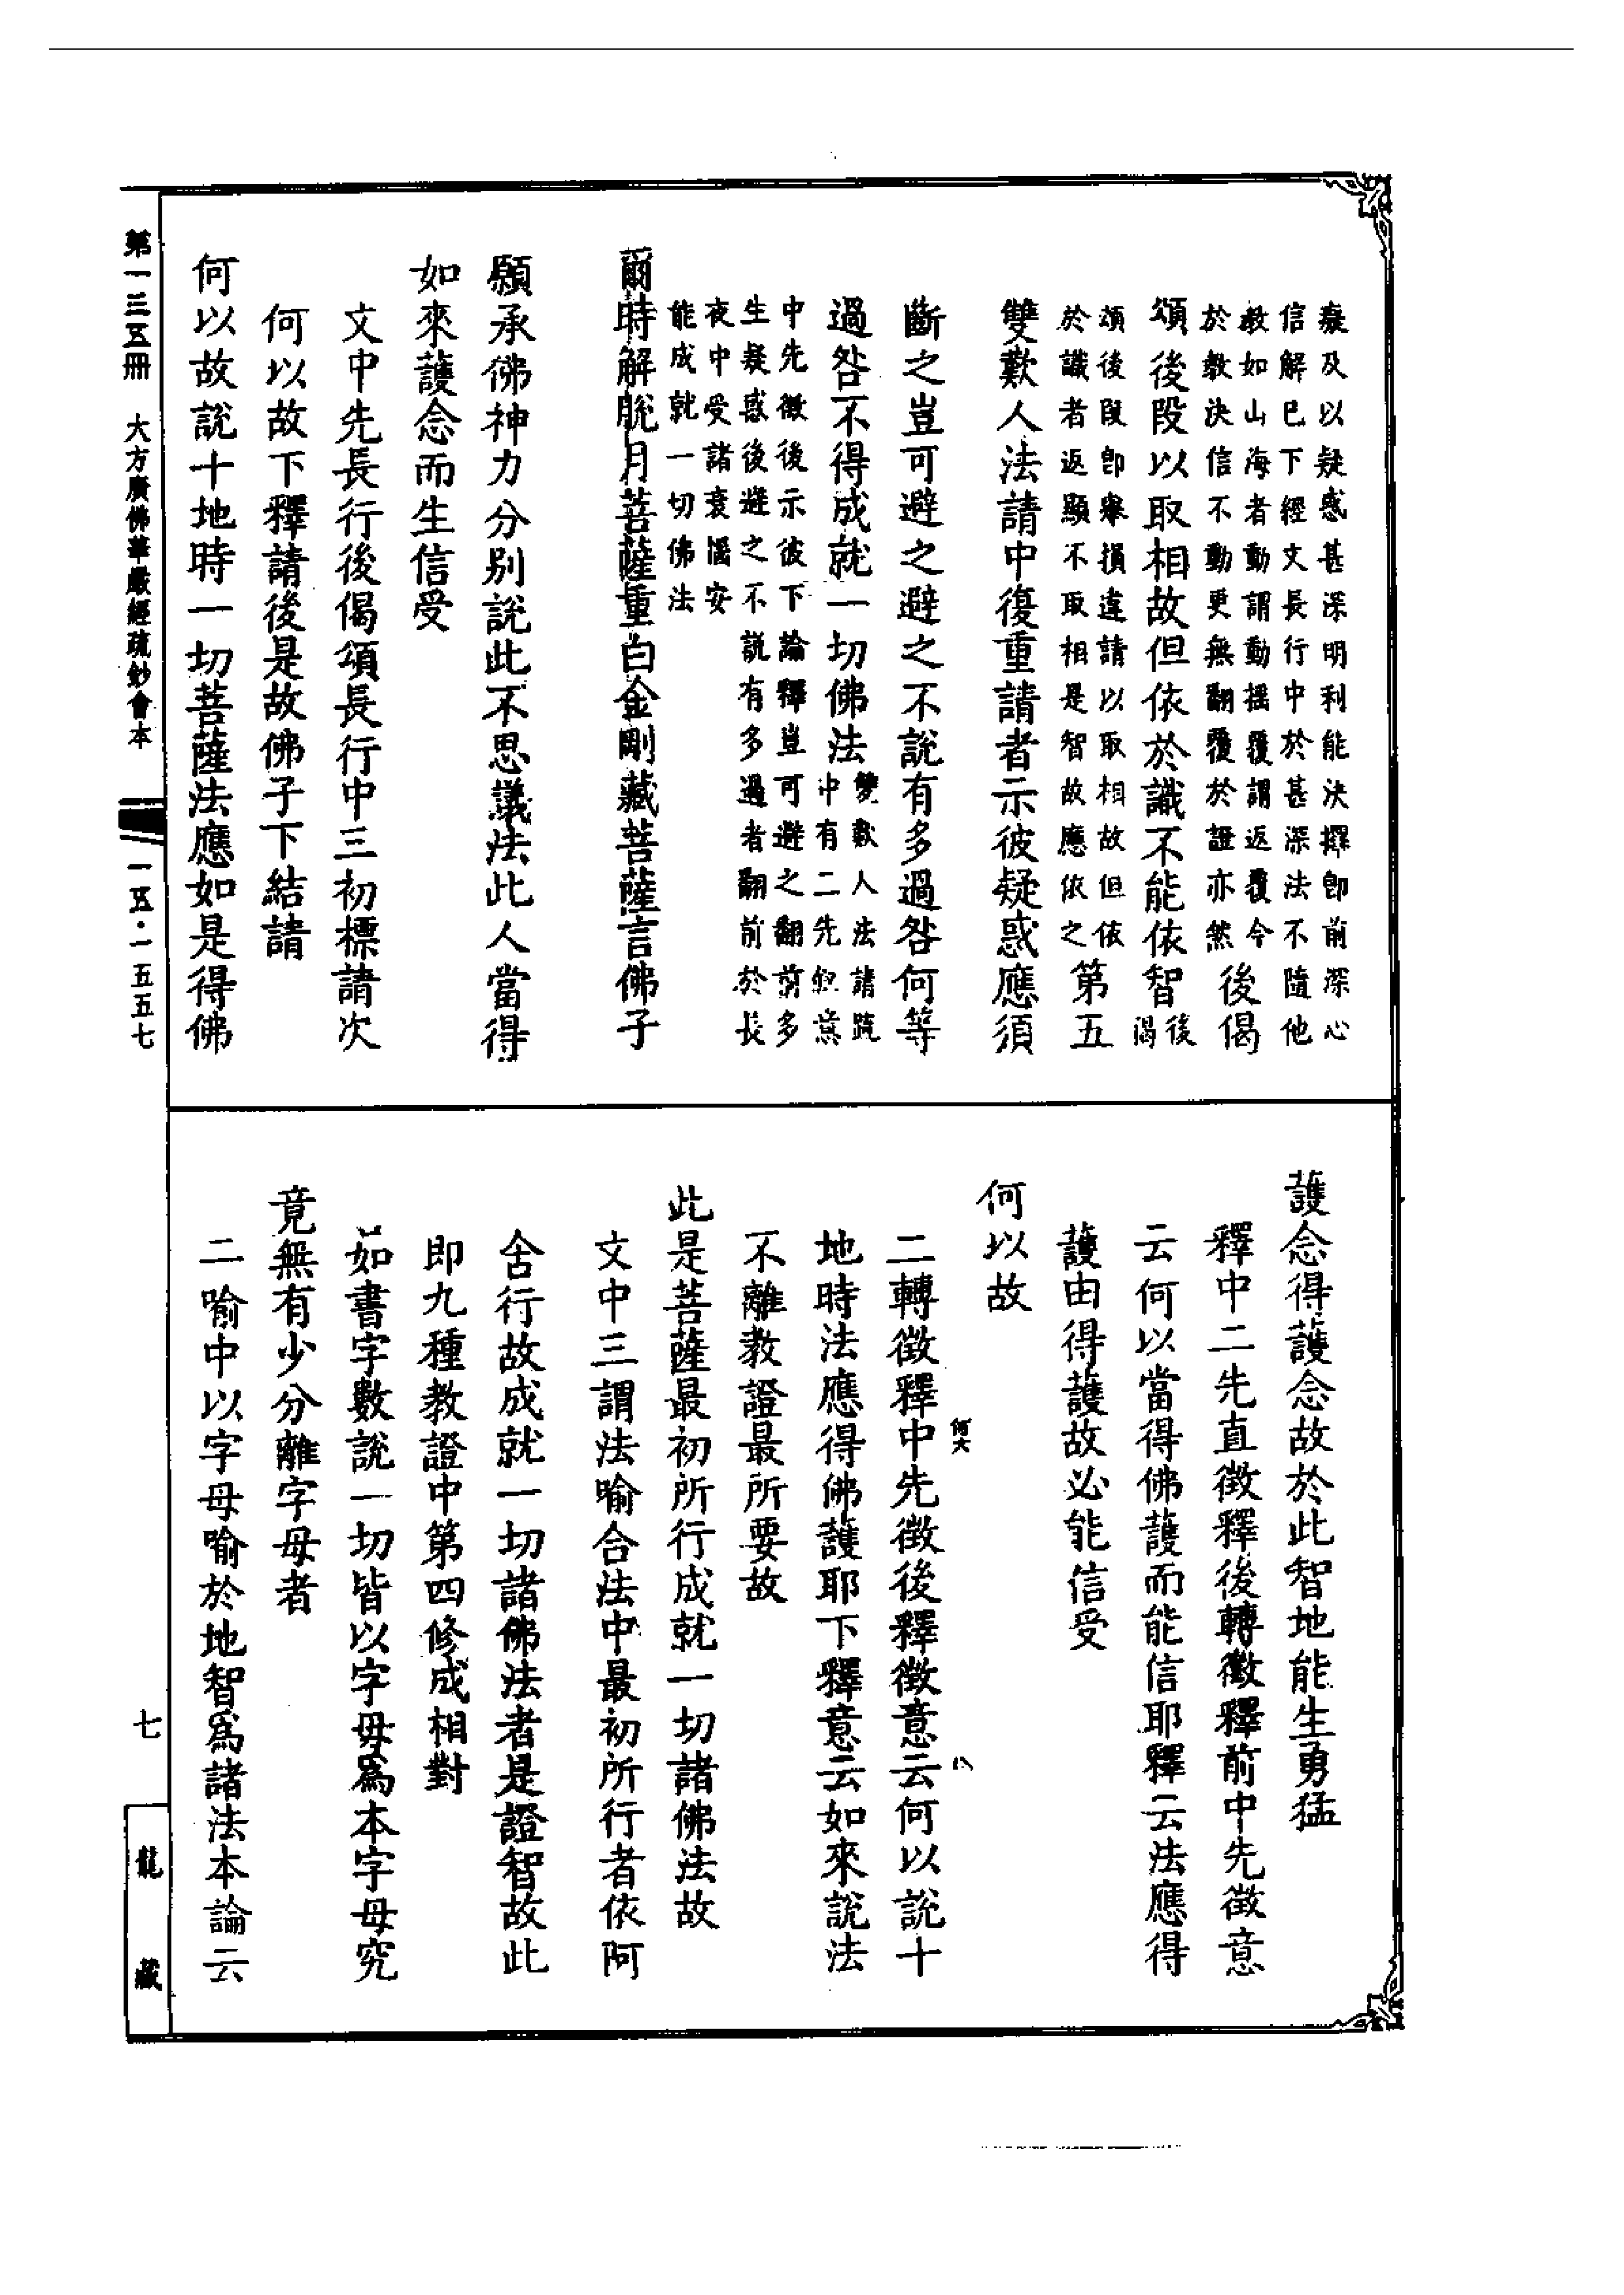 癡及以疑惑甚深明利能決擇即前深心
信解已下經文長行中於甚深法不隨他
教如山海者動謂動搖覆謂返覆今
於教決信不動更無翻覆於證亦然後偈
頌後段以取相故但依於識不能依智後偈
頌後段即舉損違請以取相故但依
於識者返顯不取相是智故應依之第五
雙歎人法請中復重請者示彼疑惑應須
斷之豈可避之避之不說有多過咎何等
過咎不得成就一切佛法雙歎人法請疏
中有二先假意
中先徵後示彼下論釋豈可避之翻前多
生疑惑後避之不說有多過者翻前於長
夜中受諸衰惱安
能成就一切佛法
爾時解脫月菩薩重白金剛藏菩薩言佛子
願承佛神力分別說此不思議法此人當得
如來護念而生信受
文中先長行後偈頌長行中三初標請次
何以故下釋請後是故佛子下結請
何以故說十地時一切菩薩法應如是得佛
護念得護念故於此智地能生勇猛
釋中二先直徵釋後轉徵釋前中先徵意
云何以當得佛護而能信耶釋云法應得
護由得護故必能信受
何以故
二轉徵釋中先徵後釋徵意云何以說十
地時法應得佛護耶下釋意云如來說法
不離教證最所要故
此是菩薩最初所行成就一切諸佛法故
文中三謂法喻合法中最初所行者依阿
含行故成就一切諸佛法者是證智故此
即九種教證中第四修成相對
如書字數說一切皆以字母為本字母究
竟無有少分離字母者
二喻中以字母喻於地智為諸法本論云
第一三五冊 大方廣佛華嚴經疏鈔會本 一五·一五五七
七
龍藏